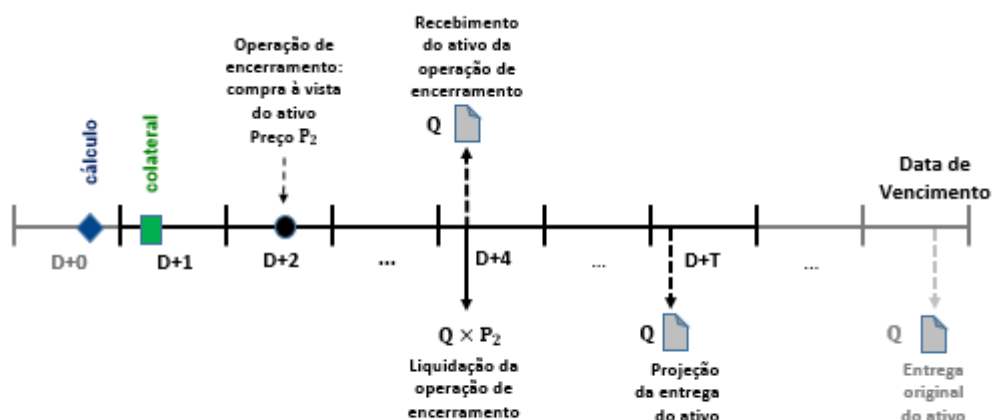 Recebimento
do ativo da
operação de
encerramento
Operação de
encerramento:
compra à vista
do ativo
Preço P₂
Q
cálculo
colateral
Data de
Vencimento
D+0
D+1
D+2
...
D+4
...
D+T
...
Q × P₂
Liquidação da
operação de
encerramento
Q
Projeção
da entrega
do ativo
Q
Entrega
original
do ativo